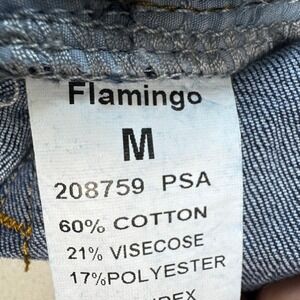 Flamingo
M
208759 PSA
60% COTTON
21% VISECOSE
17%POLYESTER